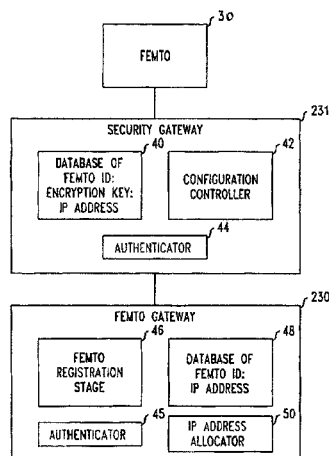 30
FEMTO
231
SECURITY GATEWAY
40
DATABASE OF
FEMTO ID:
ENCRYPTION KEY:
IP ADDRESS
42
CONFIGURATION
CONTROLLER
44
AUTHENTICATOR
230
FEMTO GATEWAY
46
FEMTO
REGISTRATION
STAGE
48
DATABASE OF
FEMTO ID:
IP ADDRESS
45
AUTHENTICATOR
50
IP ADDRESS
ALLOCATOR